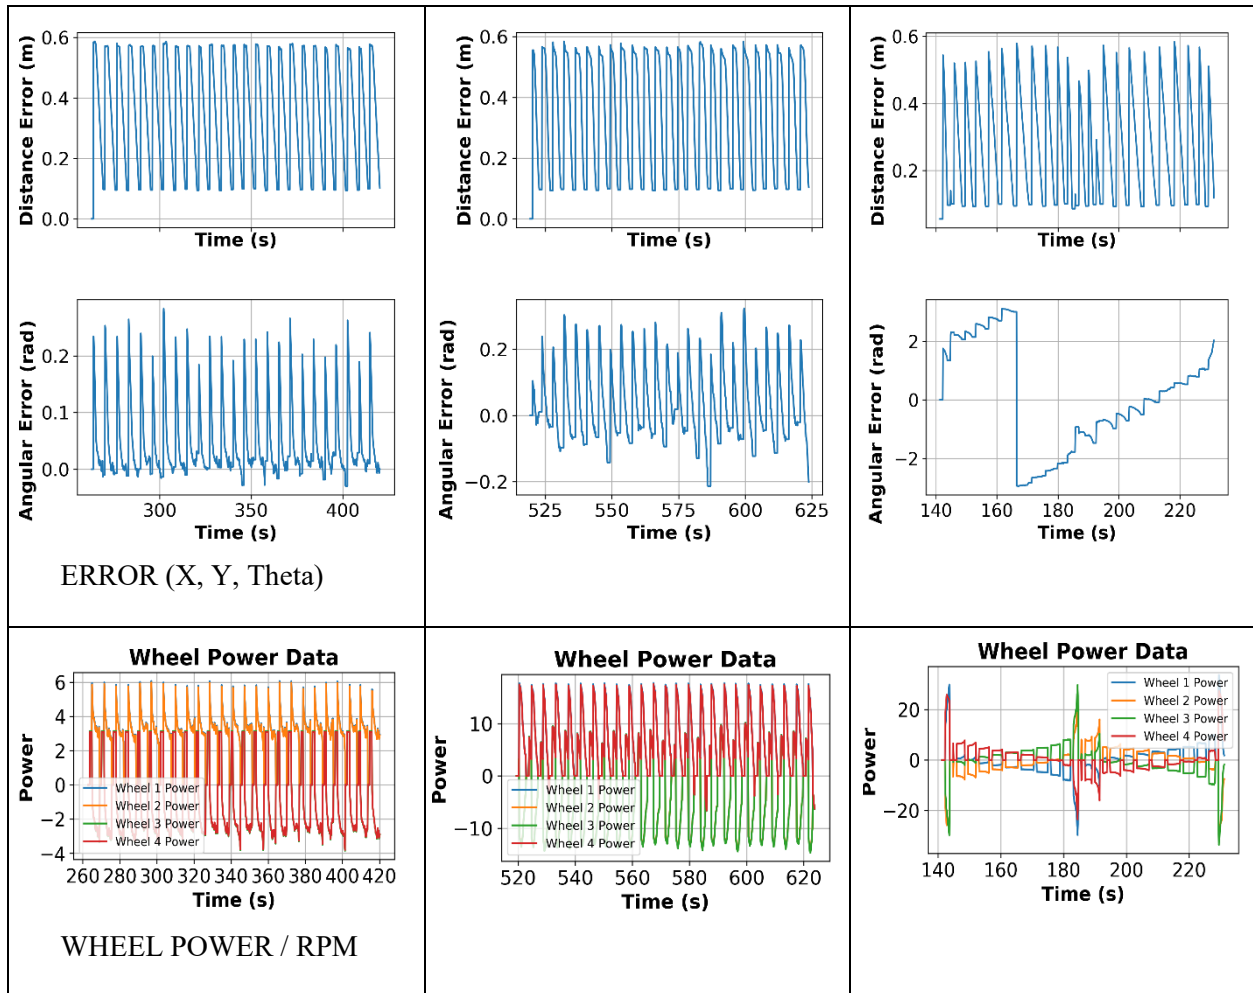 0.6
0.4
0.2
0.0
Distance Error (m)
Time (s)
0.6
0.4
0.2
0.0
Distance Error (m)
Time (s)
0.6
0.4
0.2
Distance Error (m)
Time (s)
0.2
0.1
0.0
Angular Error (rad)
300 350 400
Time (s)
0.2
0.0
−0.2
Angular Error (rad)
525 550 575 600 625
Time (s)
2
0
−2
Angular Error (rad)
140 160 180 200 220
Time (s)
ERROR (X, Y, Theta)
Wheel Power Data
6
4
2
0
−2
−4
Power
Wheel 1 Power
Wheel 2 Power
Wheel 3 Power
Wheel 4 Power
260 280 300 320 340 360 380 400 420
Time (s)
Wheel Power Data
10
0
−10
Power
Wheel 1 Power
Wheel 2 Power
Wheel 3 Power
Wheel 4 Power
520 540 560 580 600 620
Time (s)
Wheel Power Data
20
0
−20
Power
Wheel 1 Power
Wheel 2 Power
Wheel 3 Power
Wheel 4 Power
140 160 180 200 220
Time (s)
WHEEL POWER / RPM